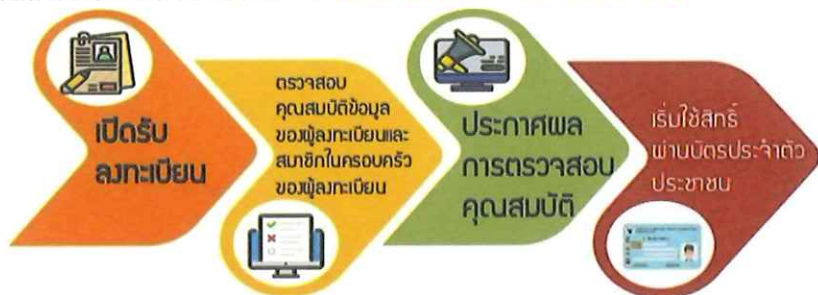 เปิดรับ
ลงทะเบียน
ตรวจสอบ
คุณสมบัติข้อมูล
ของผู้ลงทะเบียนและ
สมาชิกในครอบครัว
ของผู้ลงทะเบียน
ประกาศผล
การตรวจสอบ
คุณสมบัติ
เริ่มใช้สิทธิ์
ผ่านบัตรประจำตัว
ประชาชน